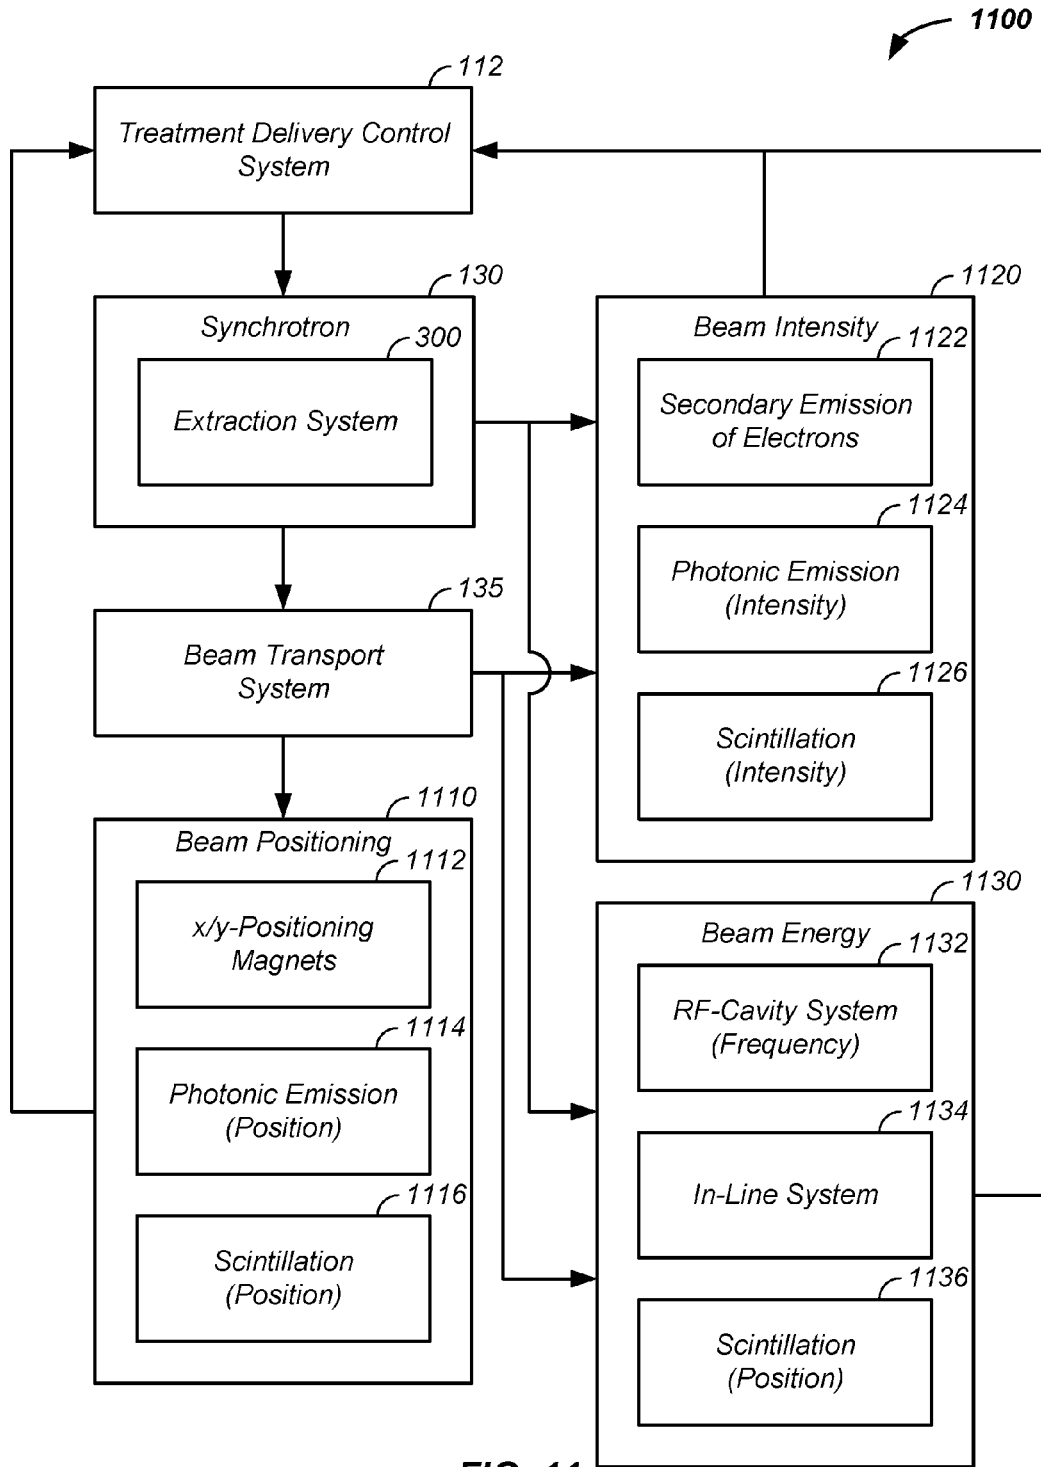 1100
112
Treatment Delivery Control
System
130
Synchrotron
300
Extraction System
135
Beam Transport
System
1110
Beam Positioning
1112
x/y-Positioning
Magnets
1114
Photonic Emission
(Position)
1116
Scintillation
(Position)
1120
Beam Intensity
1122
Secondary Emission
of Electrons
1124
Photonic Emission
(Intensity)
1126
Scintillation
(Intensity)
1130
Beam Energy
1132
RF-Cavity System
(Frequency)
1134
In-Line System
1136
Scintillation
(Position)
FIG. 11